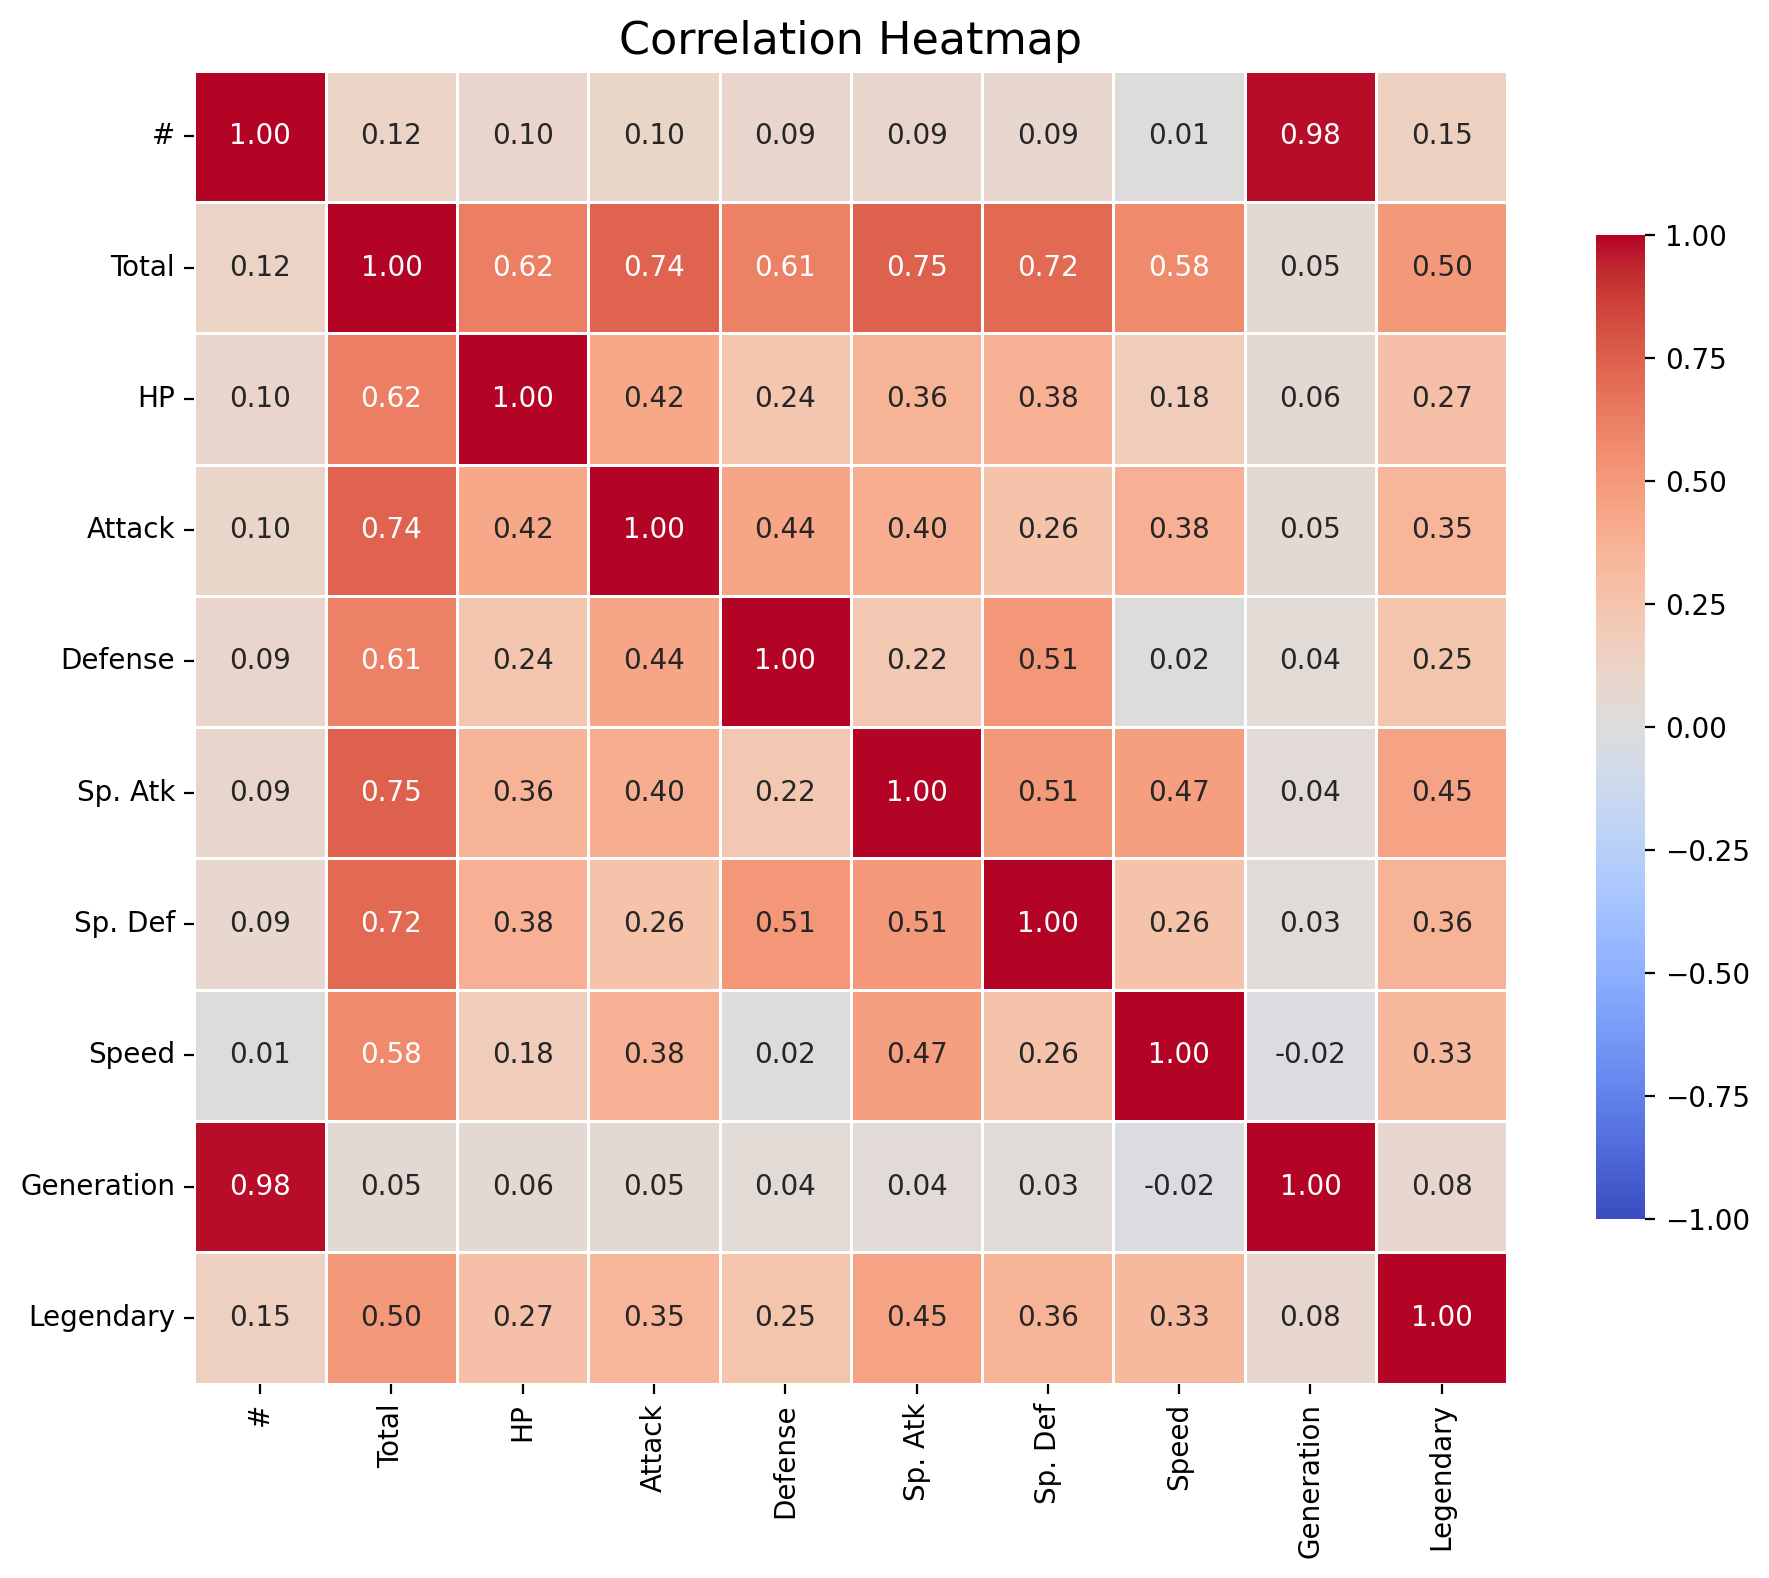 Correlation Heatmap
# 1.00 0.12 0.10 0.10 0.09 0.09 0.09 0.01 0.98 0.15
Total 0.12 1.00 0.62 0.74 0.61 0.75 0.72 0.58 0.05 0.50
HP 0.10 0.62 1.00 0.42 0.24 0.36 0.38 0.18 0.06 0.27
Attack 0.10 0.74 0.42 1.00 0.44 0.40 0.26 0.38 0.05 0.35
Defense 0.09 0.61 0.24 0.44 1.00 0.22 0.51 0.02 0.04 0.25
Sp. Atk 0.09 0.75 0.36 0.40 0.22 1.00 0.51 0.47 0.04 0.45
Sp. Def 0.09 0.72 0.38 0.26 0.51 0.51 1.00 0.26 0.03 0.36
Speed 0.01 0.58 0.18 0.38 0.02 0.47 0.26 1.00 -0.02 0.33
Generation 0.98 0.05 0.06 0.05 0.04 0.04 0.03 -0.02 1.00 0.08
Legendary 0.15 0.50 0.27 0.35 0.25 0.45 0.36 0.33 0.08 1.00
# Total HP Attack Defense Sp. Atk Sp. Def Speed Generation Legendary
1.00
0.75
0.50
0.25
0.00
−0.25
−0.50
−0.75
−1.00